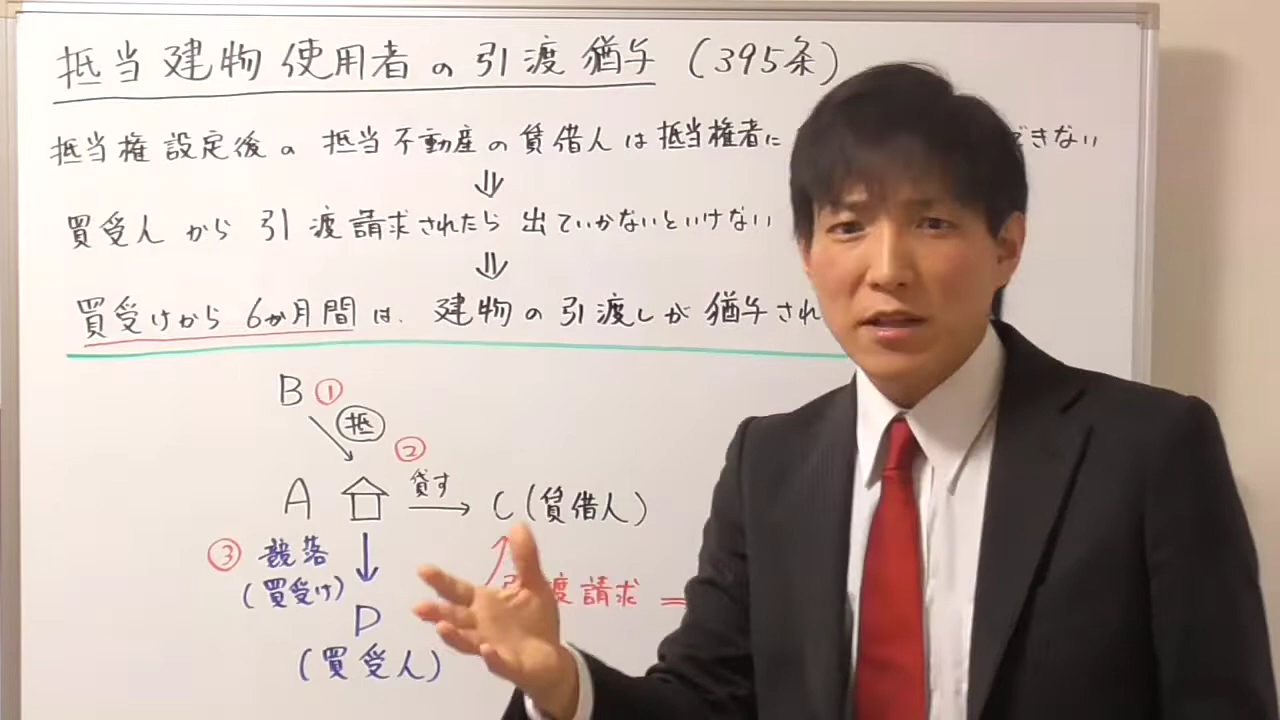 抵当建物使用者の引渡猶予 (395条)
抵当権設定後の抵当不動産の賃借人は抵当権者に できない
⇓
買受人から引渡請求されたら出ていかないといけない
⇓
買受けから6か月間は、建物の引渡しが猶予され
B ①
抵
②
A 貸す C (賃借人)
③ 競落
(買受け)
渡請求 =
D
(買受人)